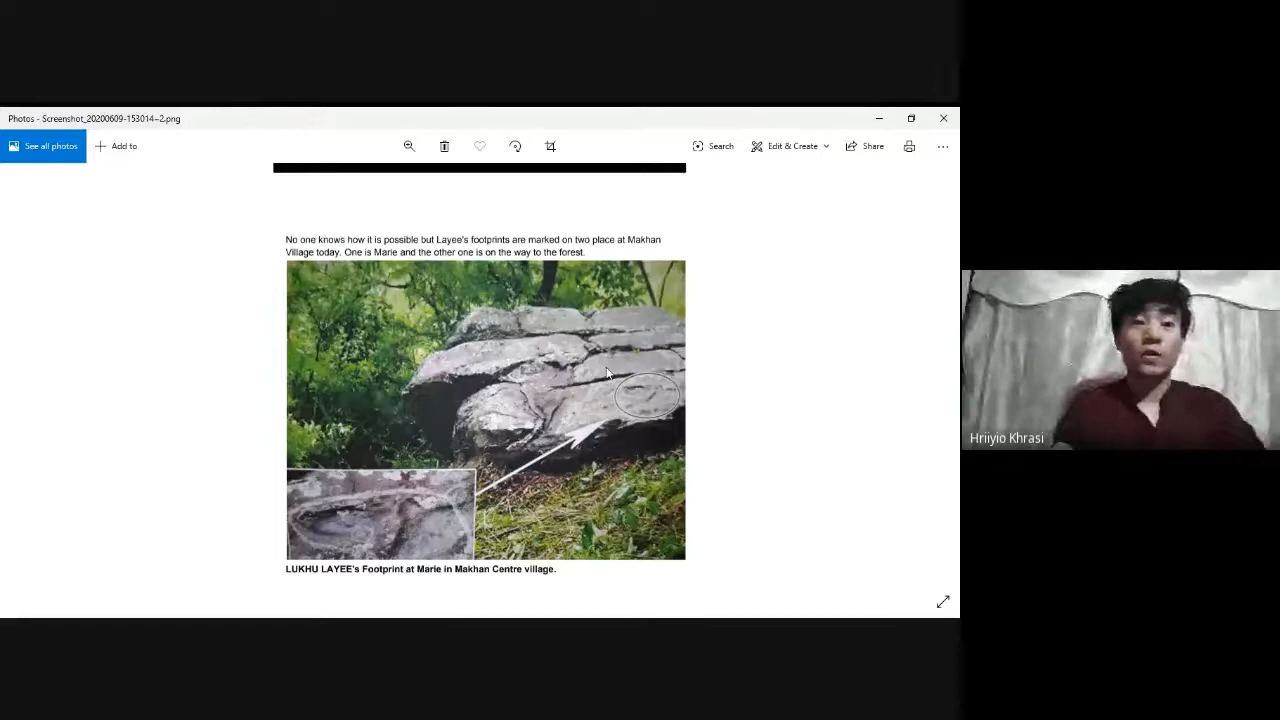 Photos - Screenshot_20200609-153014~2.png
See all photos
Add to
Search
Edit & Create
Share
No one knows how it is possible but Layee's footprints are marked on two place at Makhan
Village today. One is Marie and the other one is on the way to the forest.
LUKHU LAYEE's Footprint at Marie in Makhan Centre village.
Hriiyio Khrasi